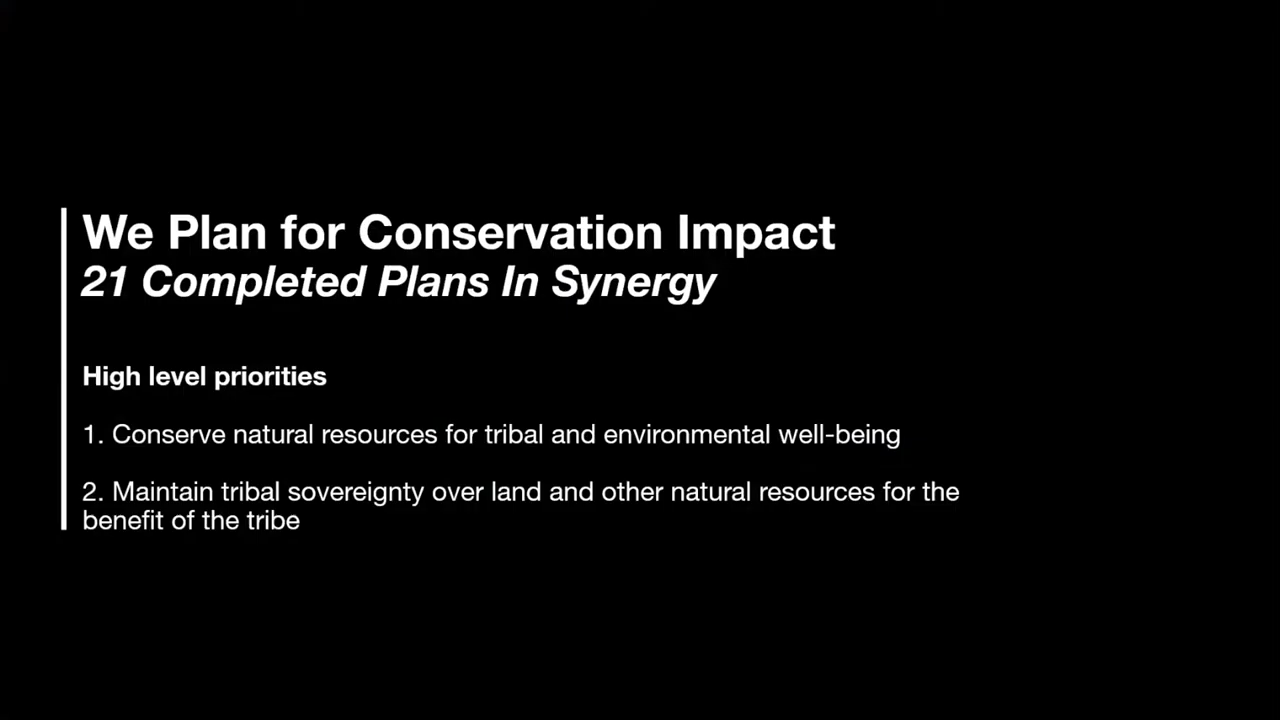 We Plan for Conservation Impact
21 Completed Plans In Synergy
High level priorities
1. Conserve natural resources for tribal and environmental well-being
2. Maintain tribal sovereignty over land and other natural resources for the
benefit of the tribe